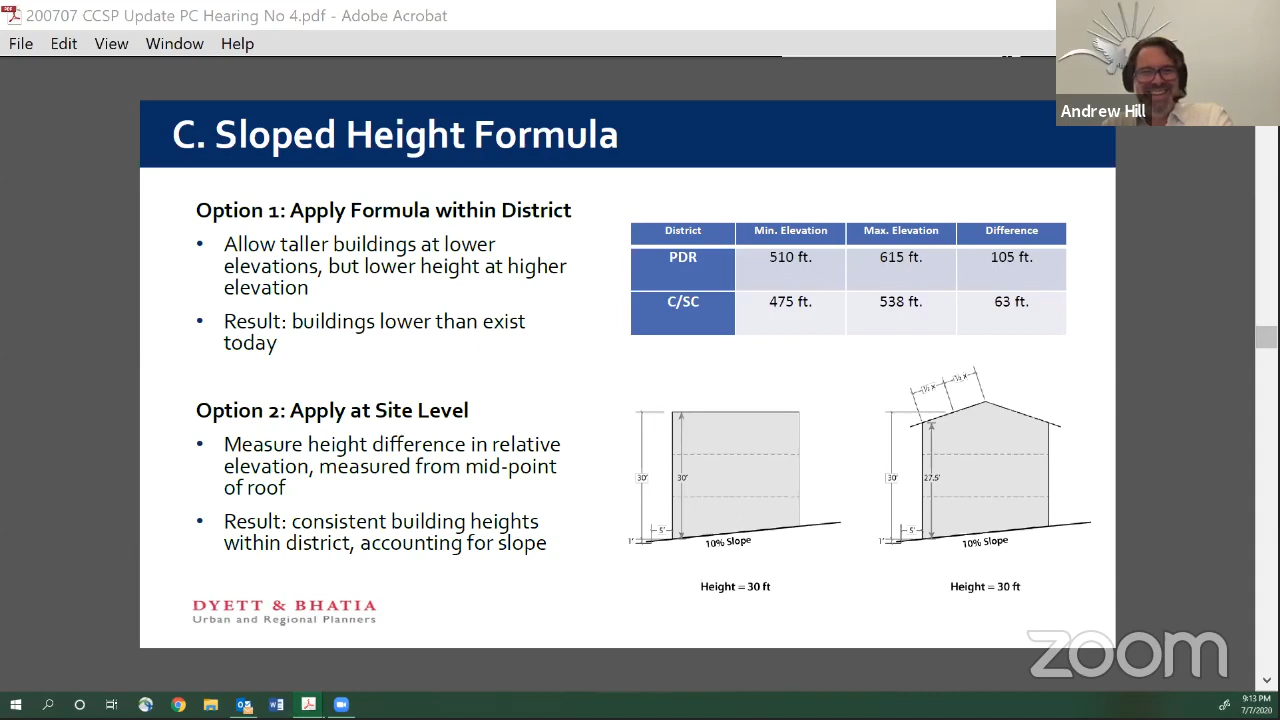 200707 CCSP Update PC Hearing No 4.pdf - Adobe Acrobat
File Edit View Window Help
Andrew Hill
C. Sloped Height Formula
Option 1: Apply Formula within District
• Allow taller buildings at lower
elevations, but lower height at higher
elevation
• Result: buildings lower than exist
today
Option 2: Apply at Site Level
• Measure height difference in relative
elevation, measured from mid-point
of roof
• Result: consistent building heights
within district, accounting for slope
District Min. Elevation Max. Elevation Difference
PDR 510 ft. 615 ft. 105 ft.
C/SC 475 ft. 538 ft. 63 ft.
30' 30'
5'
1'
10% Slope
Height = 30 ft
½ x ½ x
30' 27.5'
5'
1'
10% Slope
Height = 30 ft
DYETT & BHATIA
Urban and Regional Planners
zoom
9:13 PM
7/7/2020